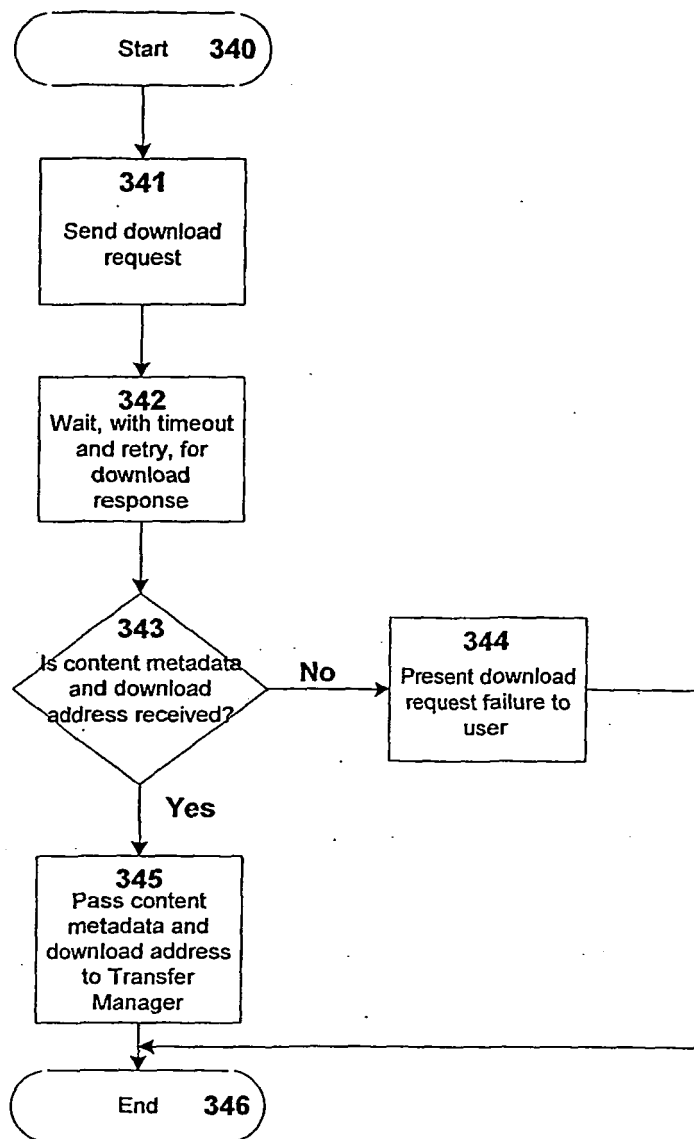 Start 340
341
Send download
request
342
Wait, with timeout
and retry, for
download
response
343
Is content metadata
and download
address received?
No
344
Present download
request failure to
user
Yes
345
Pass content
metadata and
download address
to Transfer
Manager
End 346